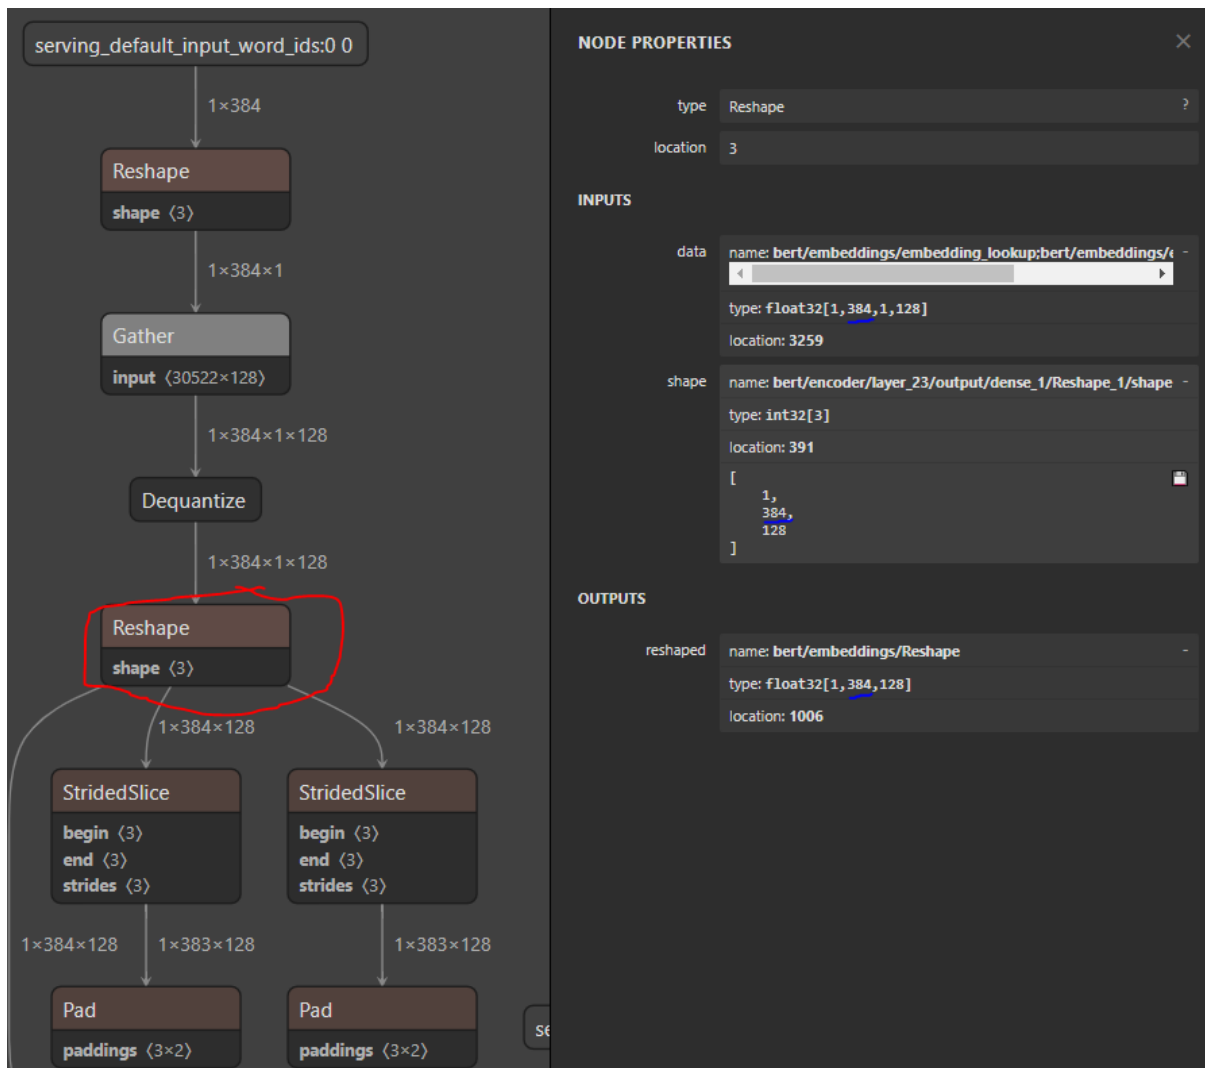 serving_default_input_word_ids:0 0
1×384
Reshape
shape ⟨3⟩
1×384×1
Gather
input ⟨30522×128⟩
1×384×1×128
Dequantize
1×384×1×128
Reshape
shape ⟨3⟩
1×384×128
1×384×128
StridedSlice
StridedSlice
begin ⟨3⟩
begin ⟨3⟩
end ⟨3⟩
end ⟨3⟩
strides ⟨3⟩
strides ⟨3⟩
1×384×128
1×383×128
1×383×128
Pad
Pad
paddings ⟨3×2⟩
paddings ⟨3×2⟩
NODE PROPERTIES
type Reshape ?
location 3
INPUTS
data name: bert/embeddings/embedding_lookup;bert/embeddings/ -
type: float32[1,384,1,128]
location: 3259
shape name: bert/encoder/layer_23/output/dense_1/Reshape_1/shape -
type: int32[3]
location: 391
[
1,
384,
128
]
OUTPUTS
reshaped name: bert/embeddings/Reshape -
type: float32[1,384,128]
location: 1006